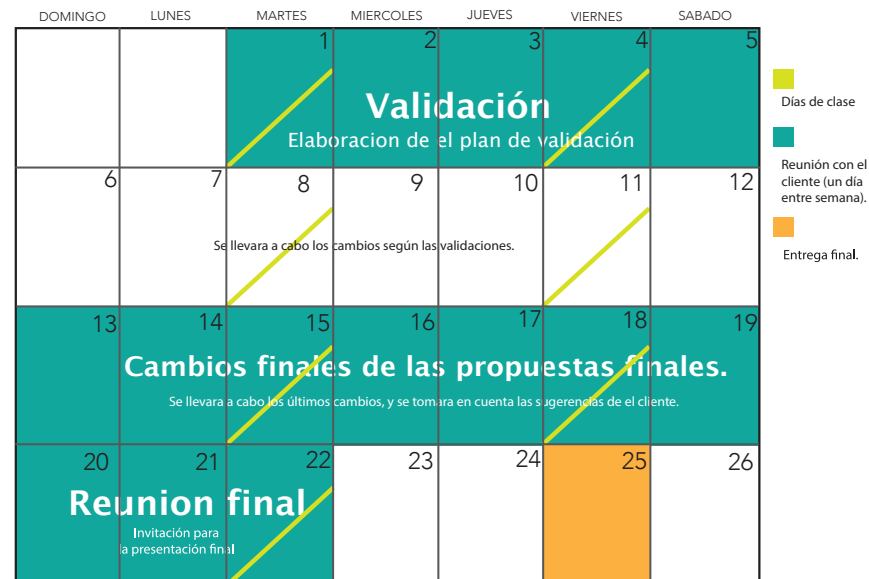 DOMINGO LUNES MARTES MIERCOLES JUEVES VIERNES SABADO
1 2 3 4 5
Validación
Elaboracion de el plan de validación
6 7 8 9 10 11 12
Se llevara a cabo los cambios según las validaciones.
13 14 15 16 17 18 19
Cambios finales de las propuestas finales.
Se llevara a cabo los últimos cambios, y se tomara en cuenta las sugerencias de el cliente.
20 21 22 23 24 25 26
Reunion final
Invitación para
la presentación final
Días de clase
Reunión con el
cliente (un día
entre semana).
Entrega final.